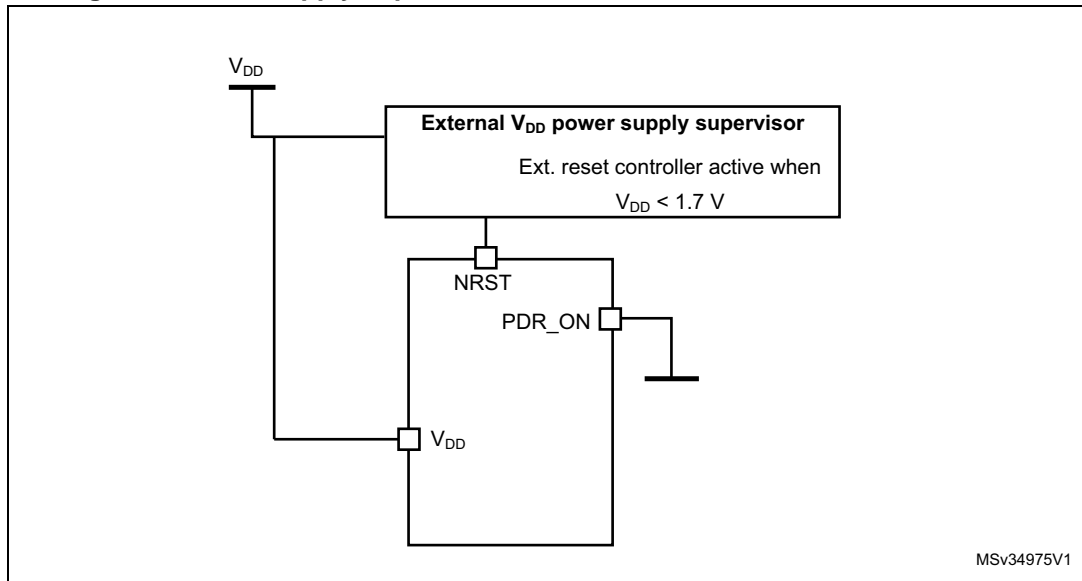 VDD
External VDD power supply supervisor
Ext. reset controller active when
VDD < 1.7 V
NRST
PDR_ON
VDD
MSv34975V1